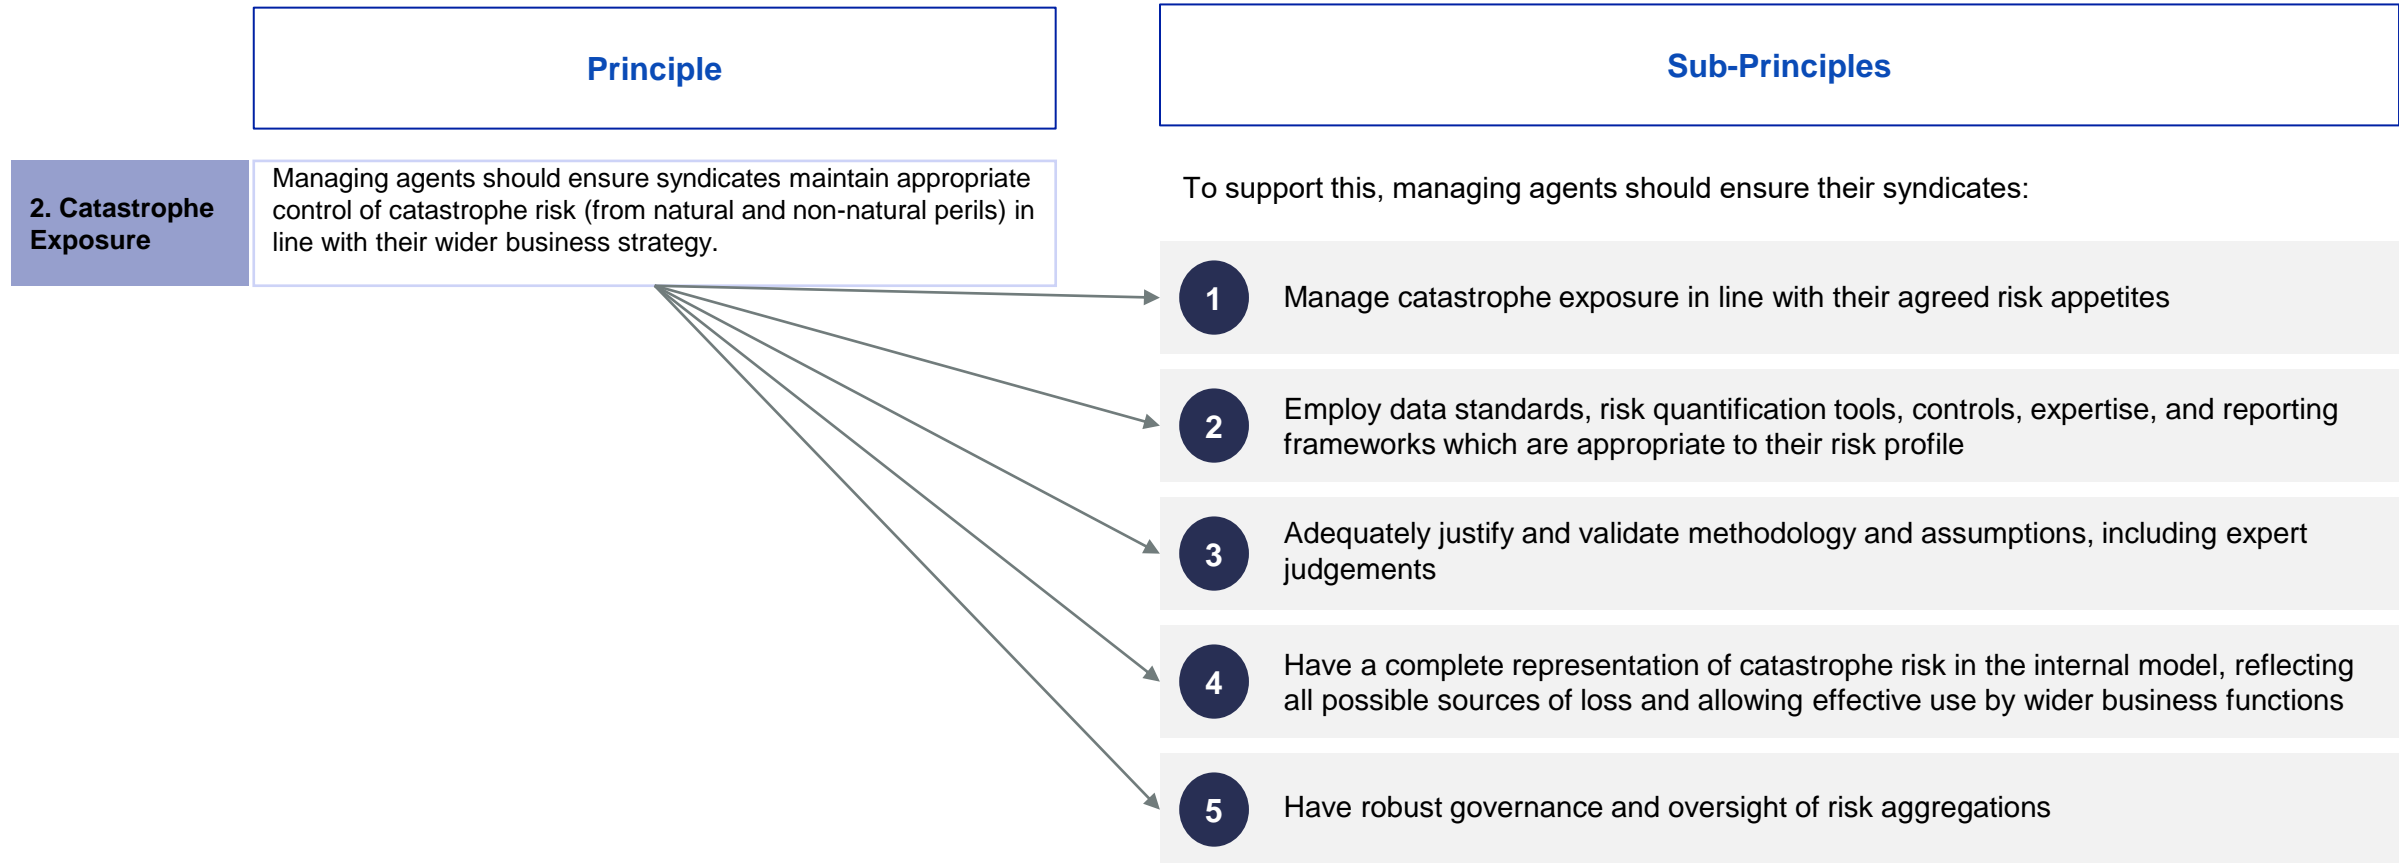 Principle
Sub-Principles
2. Catastrophe
Exposure
Managing agents should ensure syndicates maintain appropriate
control of catastrophe risk (from natural and non-natural perils) in
line with their wider business strategy.
To support this, managing agents should ensure their syndicates:
1
Manage catastrophe exposure in line with their agreed risk appetites
2
Employ data standards, risk quantification tools, controls, expertise, and reporting
frameworks which are appropriate to their risk profile
3
Adequately justify and validate methodology and assumptions, including expert
judgements
4
Have a complete representation of catastrophe risk in the internal model, reflecting
all possible sources of loss and allowing effective use by wider business functions
5
Have robust governance and oversight of risk aggregations